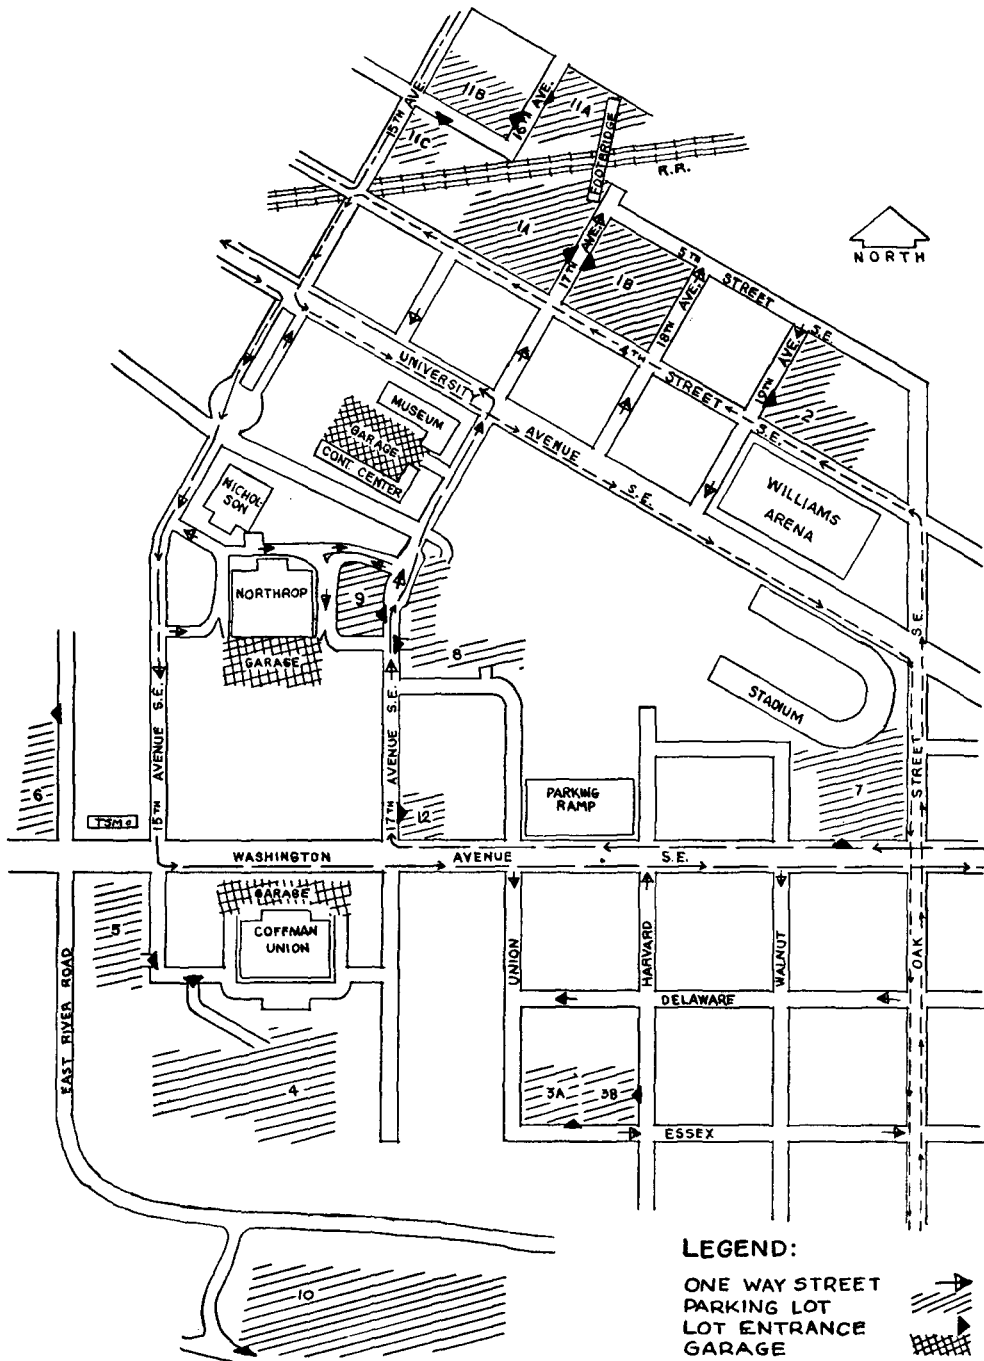 15TH AVE.
11B
16TH AVE.
11A
11C
FOOTBRIDGE
R.R.
1A
17TH AVE.
1B
5TH STREET S.E.
18TH AVE.
19TH AVE.
NORTH
4TH STREET S.E.
2
UNIVERSITY AVENUE S.E.
MUSEUM
GARAGE
CONT. CENTER
NICHOL-
SON
WILLIAMS
ARENA
NORTHROP
9
GARAGE
8
STADIUM
15TH AVENUE S.E.
17TH AVENUE S.E.
OAK STREET S.E.
6
12
PARKING
RAMP
7
WASHINGTON AVENUE S.E.
GARAGE
COFFMAN
UNION
5
EAST RIVER ROAD
UNION
HARVARD
WALNUT
DELAWARE
4
3A
3B
ESSEX
10
LEGEND:
ONE WAY STREET
PARKING LOT
LOT ENTRANCE
GARAGE